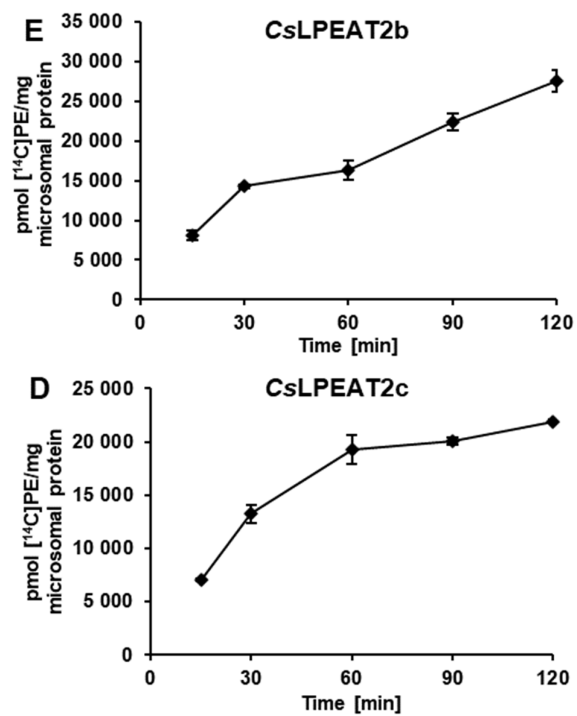 E
CsLPEAT2b
pmol [¹⁴C]PE/mg
microsomal protein
35 000
30 000
25 000
20 000
15 000
10 000
5 000
0
0 30 60 90 120
Time [min]
D
CsLPEAT2c
pmol [¹⁴C]PE/mg
microsomal protein
25 000
20 000
15 000
10 000
5 000
0
0 30 60 90 120
Time [min]